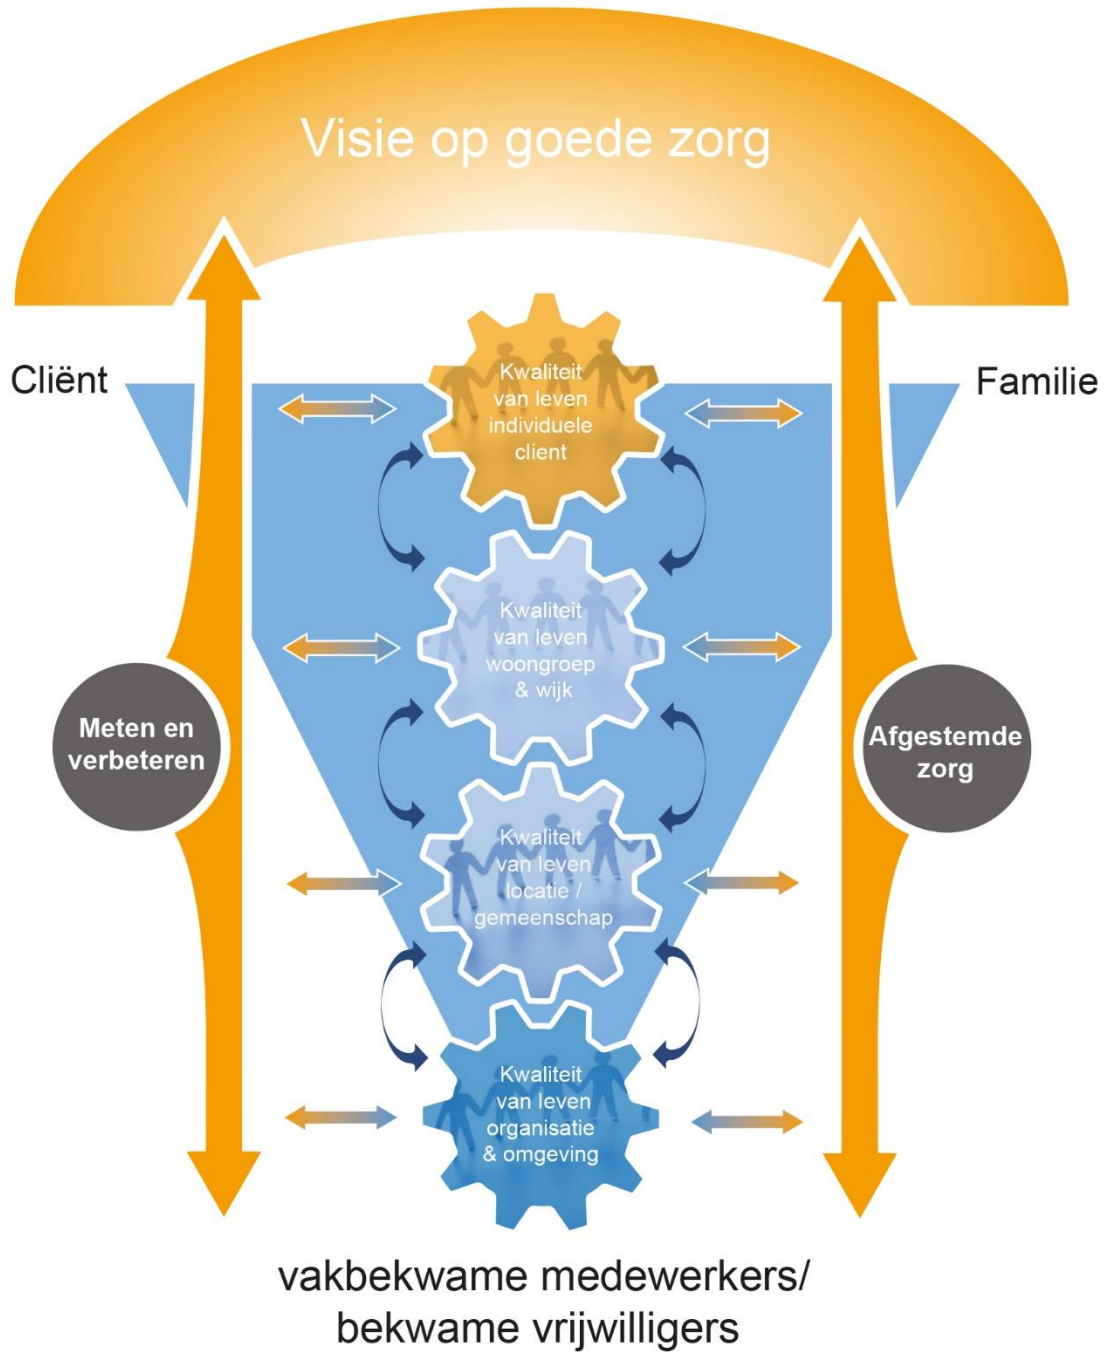 Visie op goede zorg
Cliënt
Familie
Kwaliteit
van leven
individuele
client
Kwaliteit
van leven
woongroep
& wijk
Meten en
verbeteren
Afgestemde
zorg
Kwaliteit
van leven
locatie /
gemeenschap
Kwaliteit
van leven
organisatie
& omgeving
vakbekwame medewerkers/
bekwame vrijwilligers